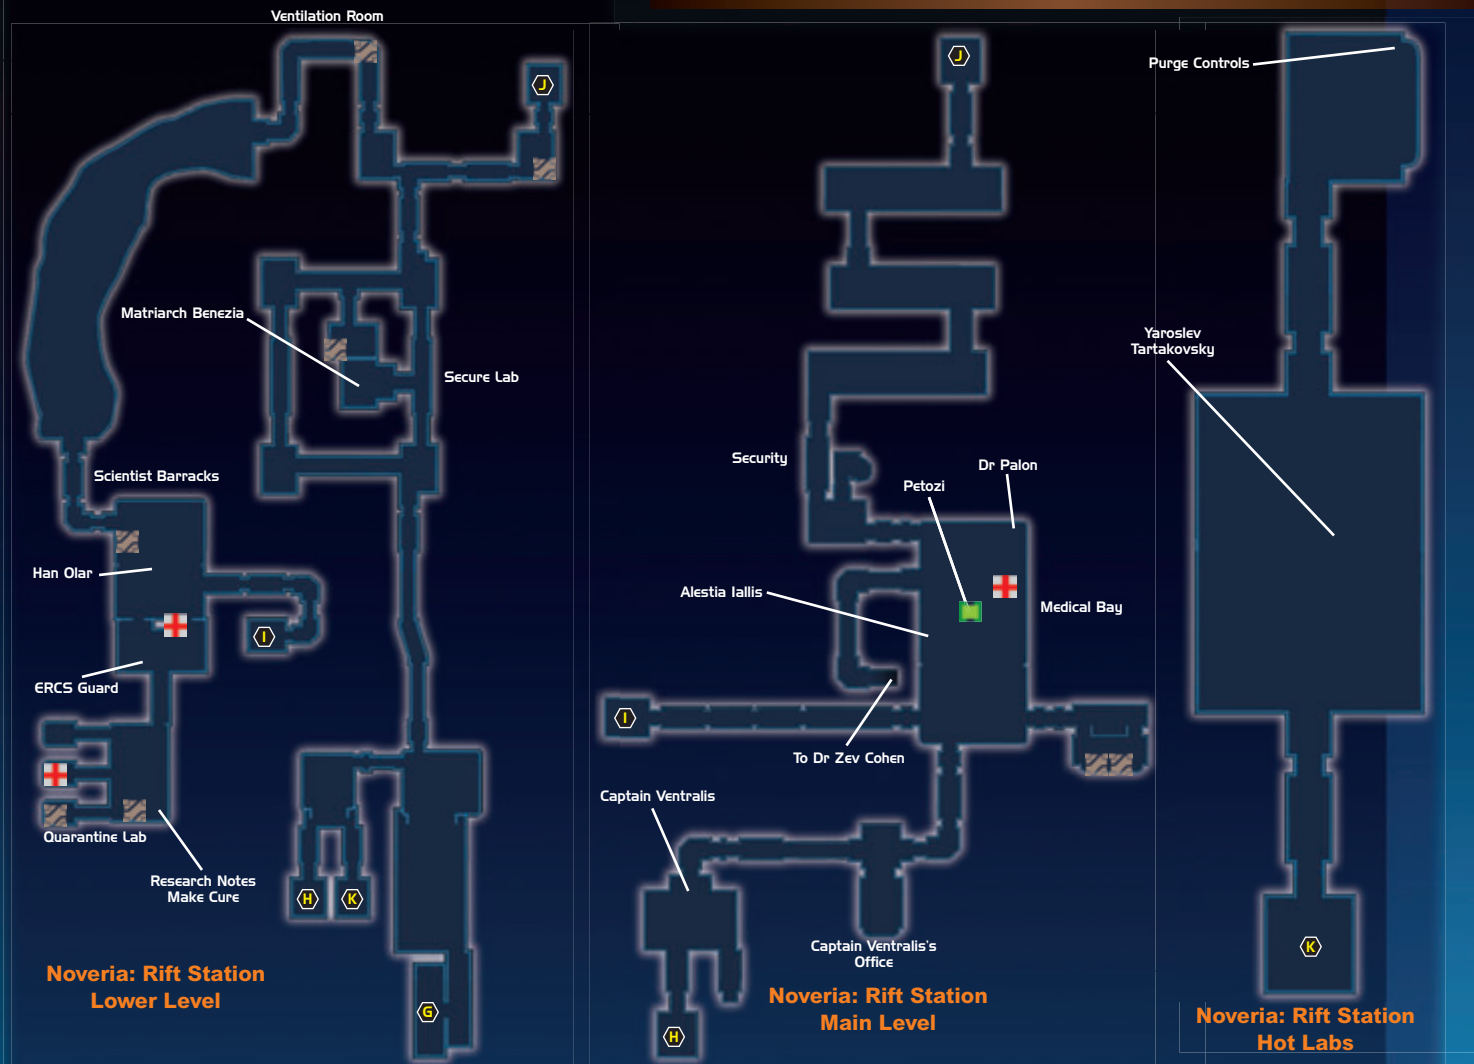 Ventilation Room
J
Matriarch Benezia
Secure Lab
Scientist Barracks
Han Olar
I
ERCS Guard
Quarantine Lab
Research Notes
Make Cure
H
K
G
Noveria: Rift Station
Lower Level
J
Security
Dr Palon
Petozi
Alestia Iallis
Medical Bay
I
To Dr Zev Cohen
Captain Ventralis
Captain Ventralis's
Office
H
Noveria: Rift Station
Main Level
Purge Controls
Yaroslev
Tartakovsky
K
Noveria: Rift Station
Hot Labs